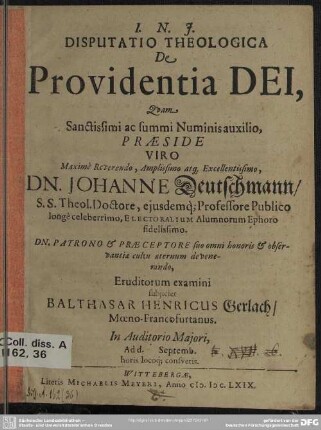 I. N. J.
DISPUTATIO THEOLOGICA
De
Providentia DEI,
Quam
Sanctissimi ac summi Numinis auxilio,
PRÆSIDE
VIRO
Maximè Reverendo, Amplissimo atq; Excellentissimo,
DN. JOHANNE Deutschmann/
S. S. Theol. Doctore, ejusdemq; Professore Publico
longè celeberrimo, ELECTORALIUM Alumnorum Ephoro
fidelissimo.
DN. PATRONO & PRÆCEPTORE suo omni honoris & obser-
vantiæ cultu æternum devene-
rando,
Eruditorum examini
subjiciet
BALTHASAR HENRICUS Gerlach/
Mœno-Francofurtanus.
In Auditorio Majori,
Ad d. Septemb.
horis locoq; consvetis.
WITTEBERGÆ,
Literis MICHAELIS MEYERI, Anno cIɔ. Iɔc. LXIX.
Coll. diss. A
162, 36